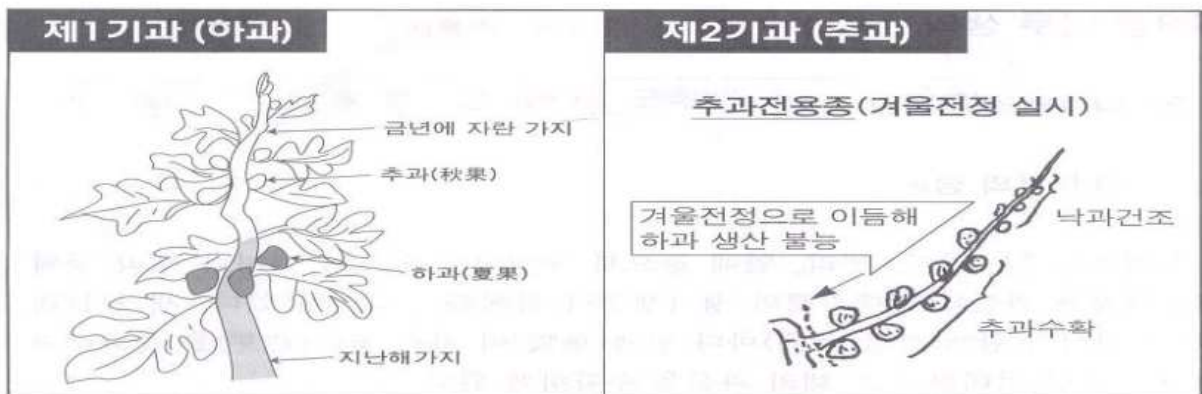 제1기과 (하과)
금년에 자란 가지
추과(秋果)
하과(夏果)
지난해가지
제2기과 (추과)
추과전용종(겨울전정 실시)
겨울전정으로 이듬해
하과 생산 불능
낙과건조
추과수확